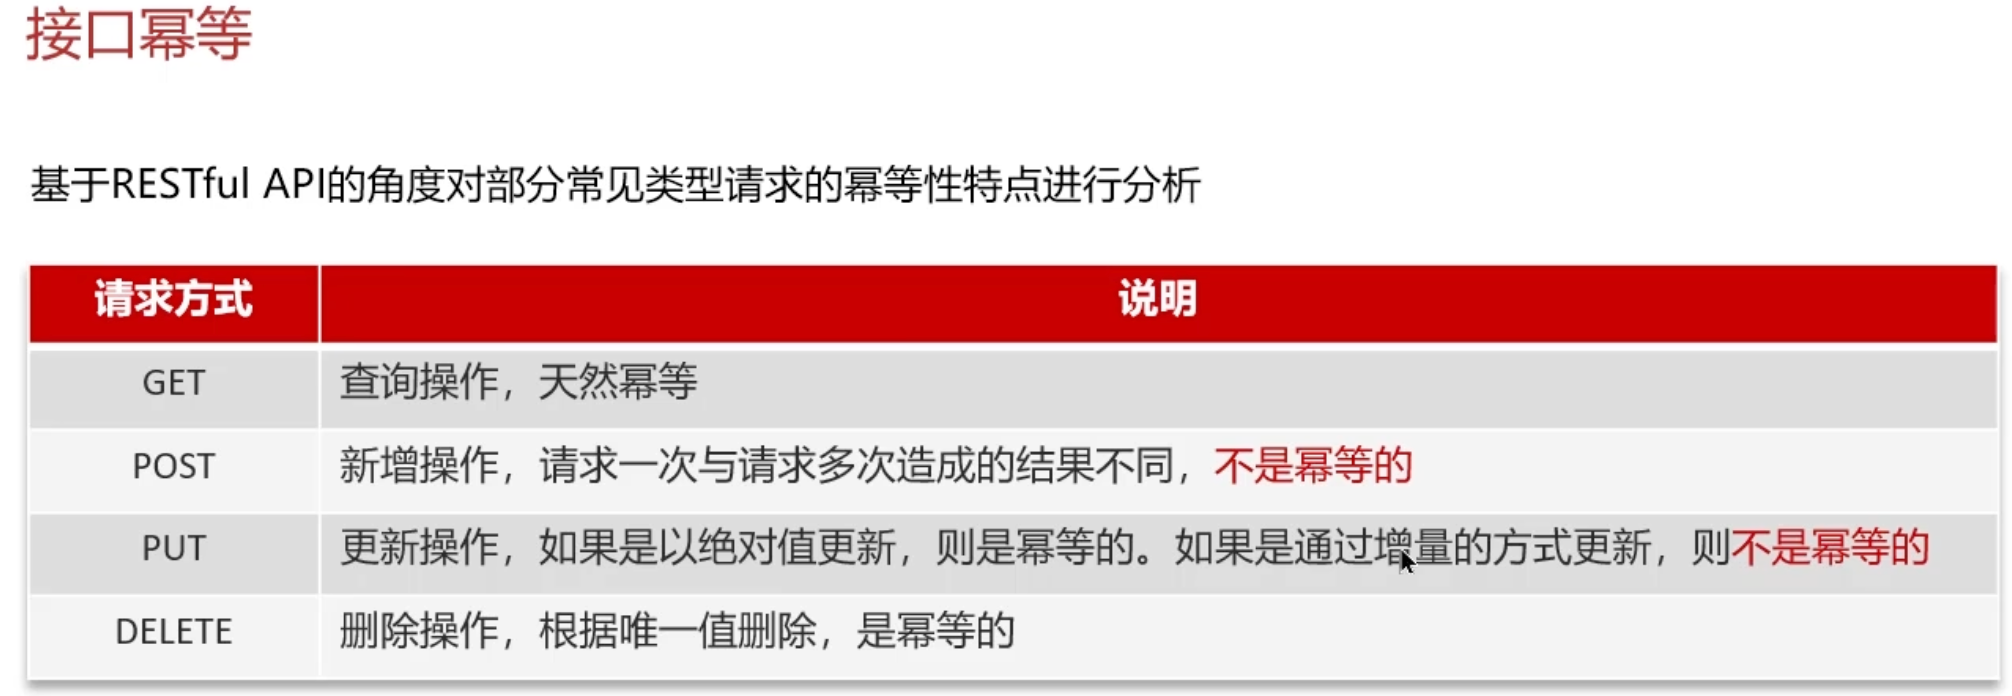 接口幂等
基于RESTful API的角度对部分常见类型请求的幂等性特点进行分析
请求方式 说明
GET 查询操作，天然幂等
POST 新增操作，请求一次与请求多次造成的结果不同，不是幂等的
PUT 更新操作，如果是以绝对值更新，则是幂等的。如果是通过增量的方式更新，则不是幂等的
DELETE 删除操作，根据唯一值删除，是幂等的